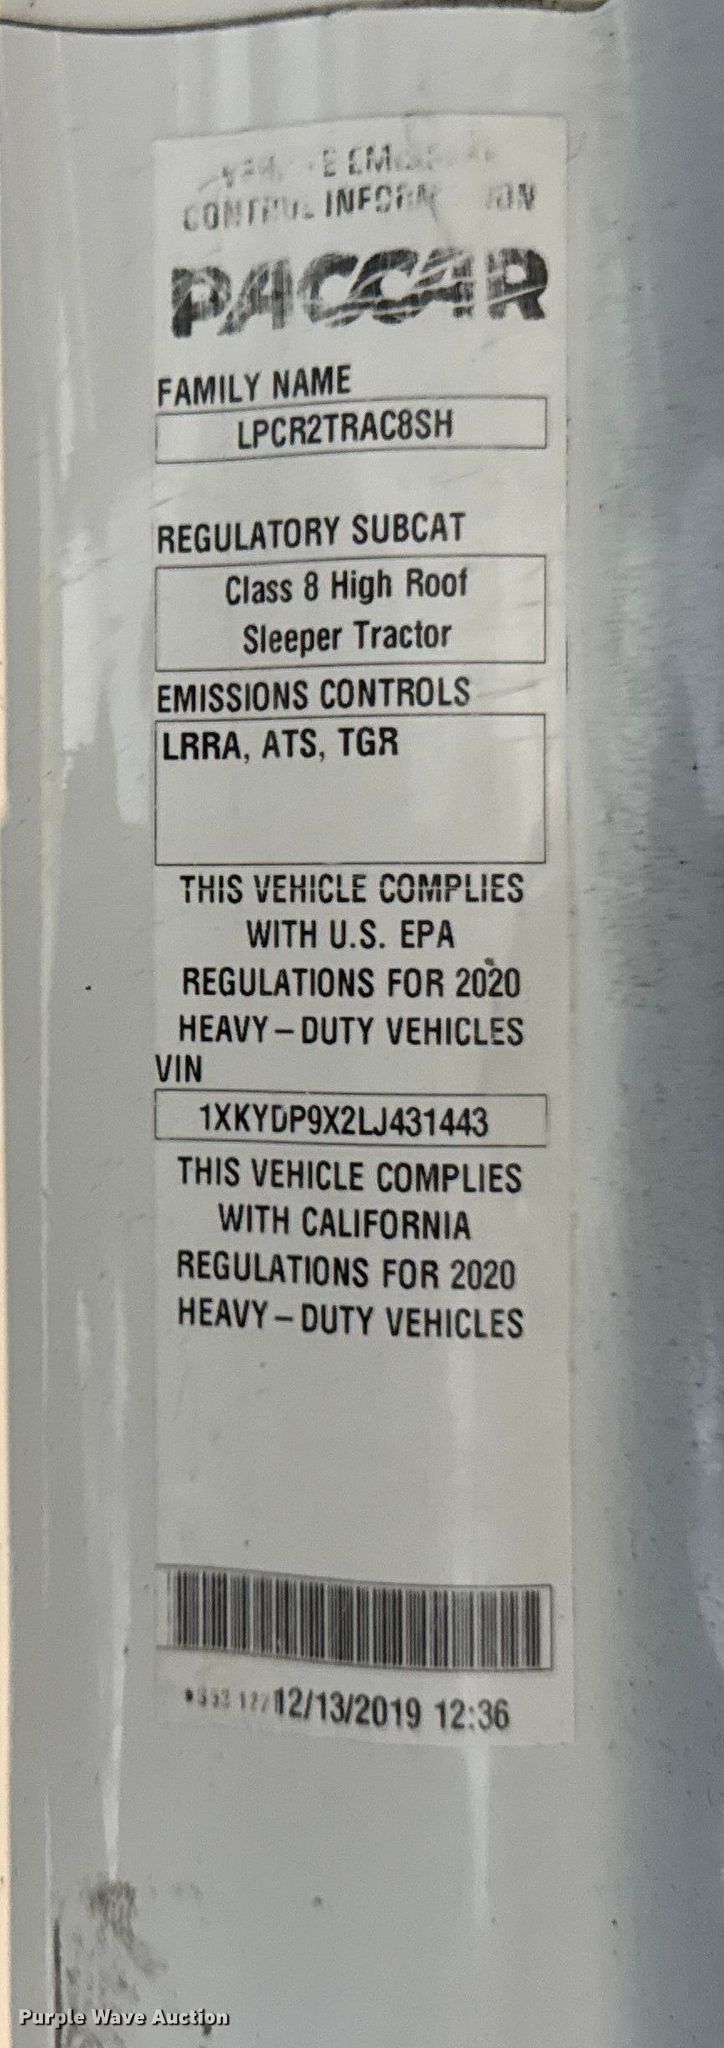 CONTROL INFORMATION
PACCAR
FAMILY NAME
LPCR2TRAC8SH
REGULATORY SUBCAT
Class 8 High Roof
Sleeper Tractor
EMISSIONS CONTROLS
LRRA, ATS, TGR
THIS VEHICLE COMPLIES
WITH U.S. EPA
REGULATIONS FOR 2020
HEAVY-DUTY VEHICLES
VIN
1XKYDP9X2LJ431443
THIS VEHICLE COMPLIES
WITH CALIFORNIA
REGULATIONS FOR 2020
HEAVY-DUTY VEHICLES
12/13/2019 12:36
Purple Wave Auction